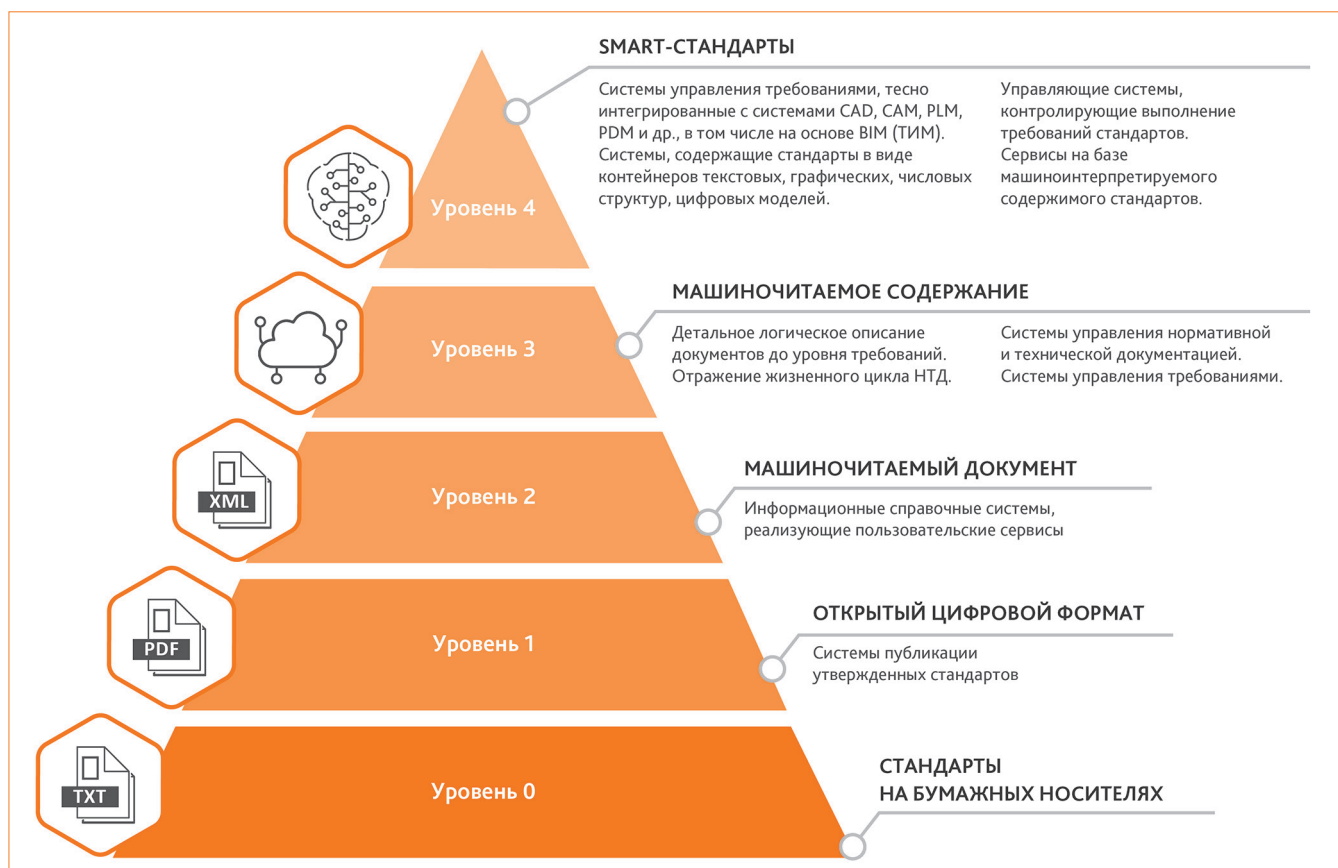 SMART-СТАНДАРТЫ
Системы управления требованиями, тесно
интегрированные с системами CAD, CAM, PLM,
PDM и др., в том числе на основе BIM (ТИМ).
Системы, содержащие стандарты в виде
контейнеров текстовых, графических, числовых
структур, цифровых моделей.
Управляющие системы,
контролирующие выполнение
требований стандартов.
Сервисы на базе
машиноинтерпретируемого
содержимого стандартов.
Уровень 4
МАШИНОЧИТАЕМОЕ СОДЕРЖАНИЕ
Детальное логическое описание
документов до уровня требований.
Отражение жизненного цикла НТД.
Системы управления нормативной
и технической документацией.
Системы управления требованиями.
Уровень 3
МАШИНОЧИТАЕМЫЙ ДОКУМЕНТ
Информационные справочные системы,
реализующие пользовательские сервисы
XML
Уровень 2
ОТКРЫТЫЙ ЦИФРОВОЙ ФОРМАТ
Системы публикации
утвержденных стандартов
PDF
Уровень 1
СТАНДАРТЫ
НА БУМАЖНЫХ НОСИТЕЛЯХ
TXT
Уровень 0